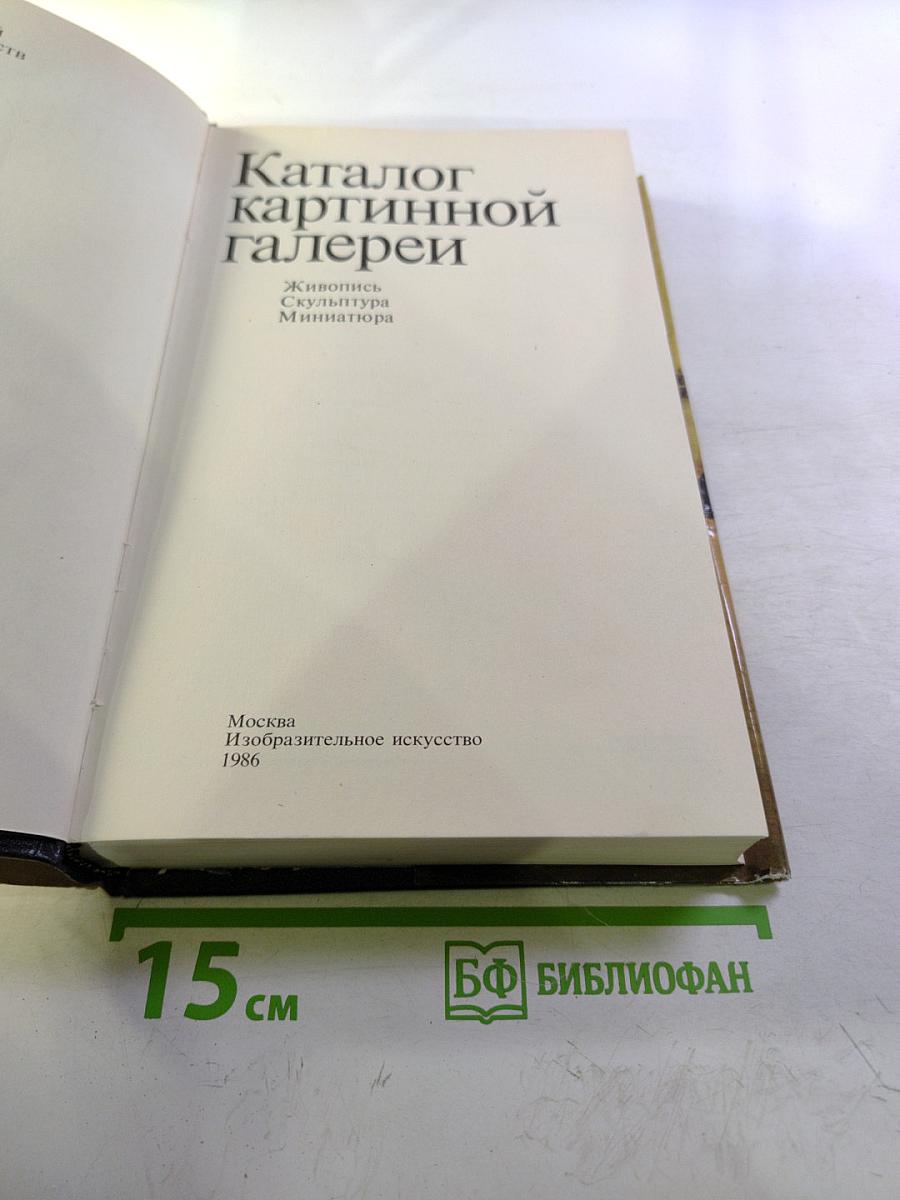 Каталог
картинной
галереи
Живопись
Скульптура
Миниатюра
Москва
Изобразительное искусство
1986
15 см
БФ БИБЛИОФАН